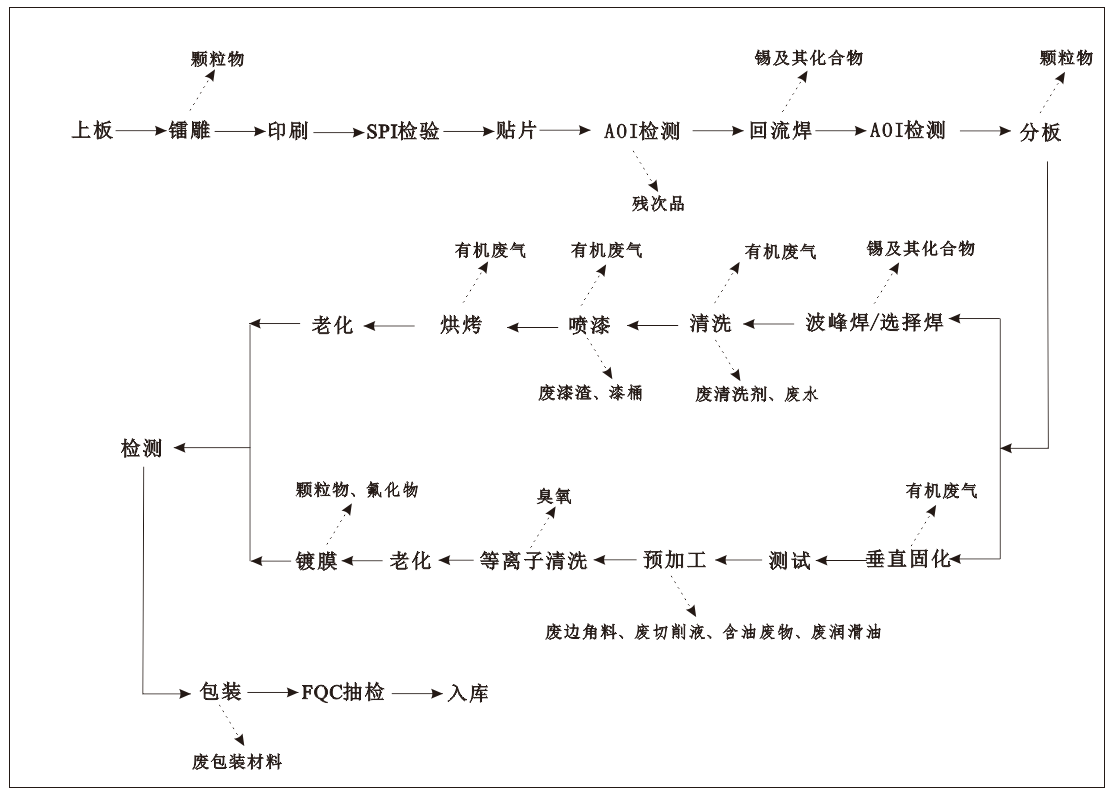 颗粒物 锡及其化合物 颗粒物
上板 镭雕 印刷 SPI检验 贴片 AOI检测 回流焊 AOI检测 分板
残次品
有机废气 有机废气 有机废气 锡及其化合物
老化 烘烤 喷漆 清洗 波峰焊/选择焊
废漆渣、漆桶 废清洗剂、废水
检测
颗粒物、氟化物 臭氧 有机废气
镀膜 老化 等离子清洗 预加工 测试 垂直固化
废边角料、废切削液、含油废物、废润滑油
包装 FQC抽检 入库
废包装材料